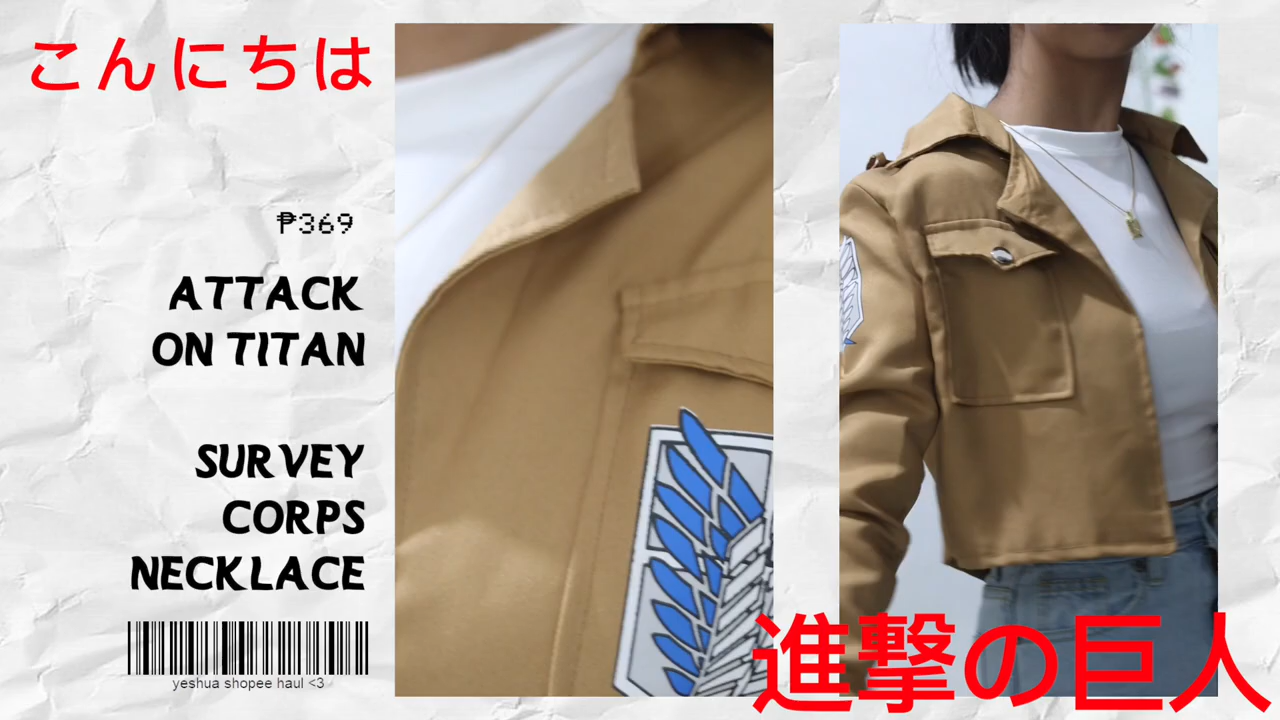 こんにちは
₱369
ATTACK
ON TITAN
SURVEY
CORPS
NECKLACE
yeshua shopee haul <3
進撃の巨人